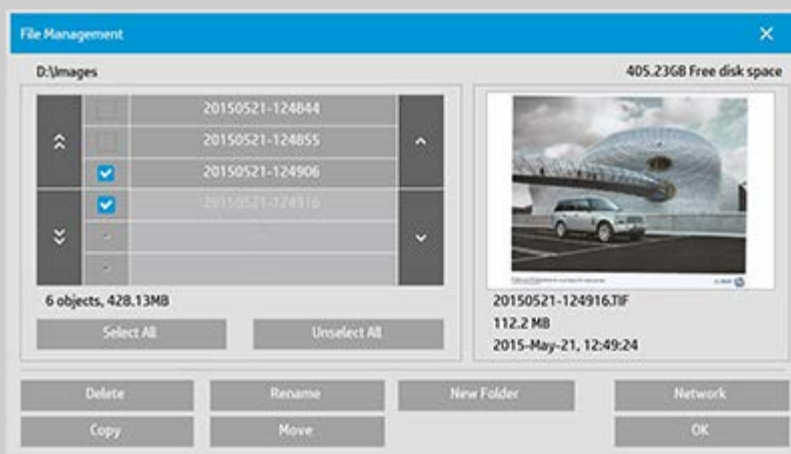 File Management
D:\Images
405.23GB Free disk space
20150521-124844
20150521-124855
20150521-124906
20150521-124916
6 objects, 428.13MB
Select All
Unselect All
20150521-124916.TIF
112.2 MB
2015-May-21, 12:49:24
Delete
Rename
New Folder
Network
Copy
Move
OK